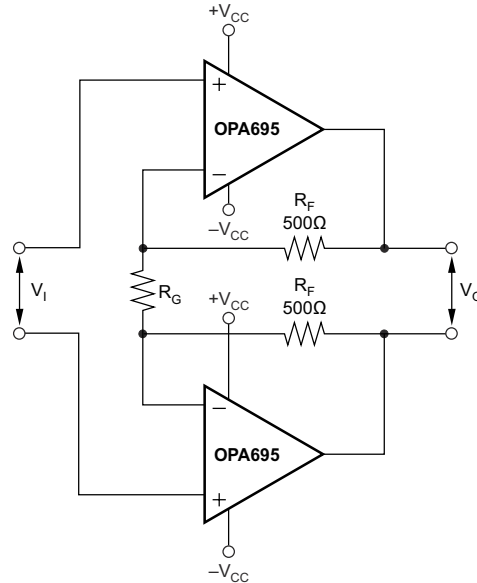 +VCC
+
OPA695
−
−VCC
RF
500Ω
VI
RG
VO
+VCC
RF
500Ω
−
OPA695
+
−VCC